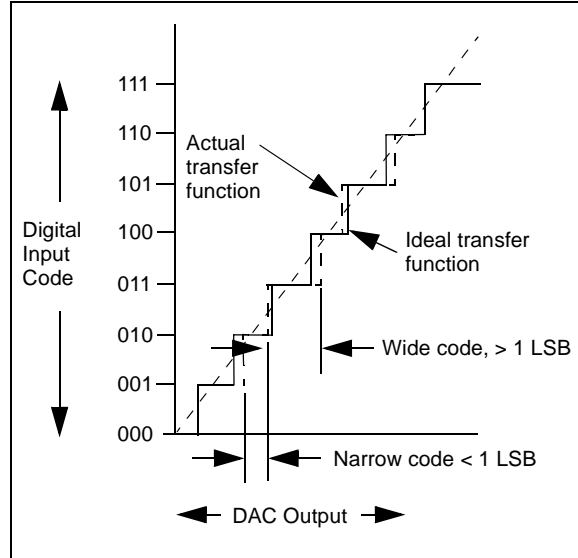 111
110
101
100
011
010
001
000
Digital
Input
Code
Actual
transfer
function
Ideal transfer
function
Wide code, > 1 LSB
Narrow code < 1 LSB
DAC Output